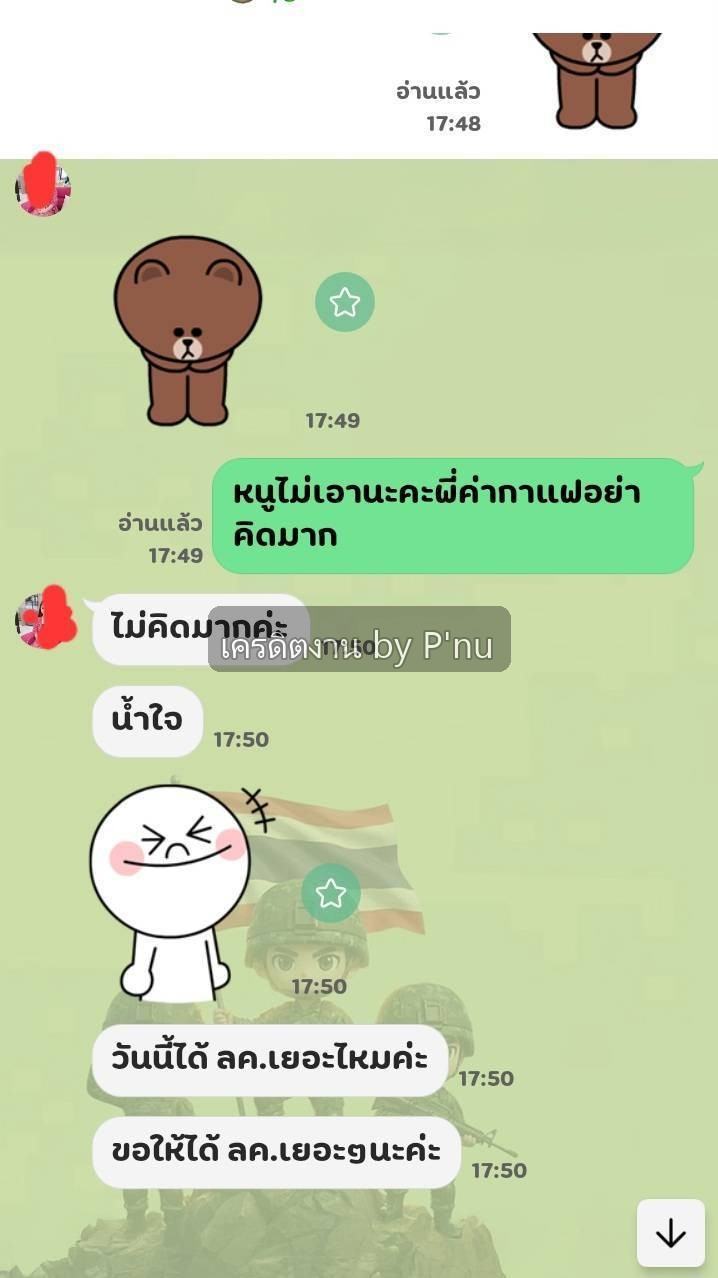 อ่านแล้ว
17:48
17:49
หนูไม่เอานะคะพี่ค่ากาแฟอย่า
คิดมาก
อ่านแล้ว
17:49
ไม่คิดมากค่ะ
17:50
เครดิตงาน by P'nu
น้ำใจ
17:50
17:50
วันนี้ได้ ลค.เยอะไหมค่ะ
17:50
ขอให้ได้ ลค.เยอะๆนะค่ะ
17:50